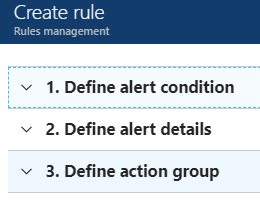 Create rule
Rules management
1. Define alert condition
2. Define alert details
3. Define action group